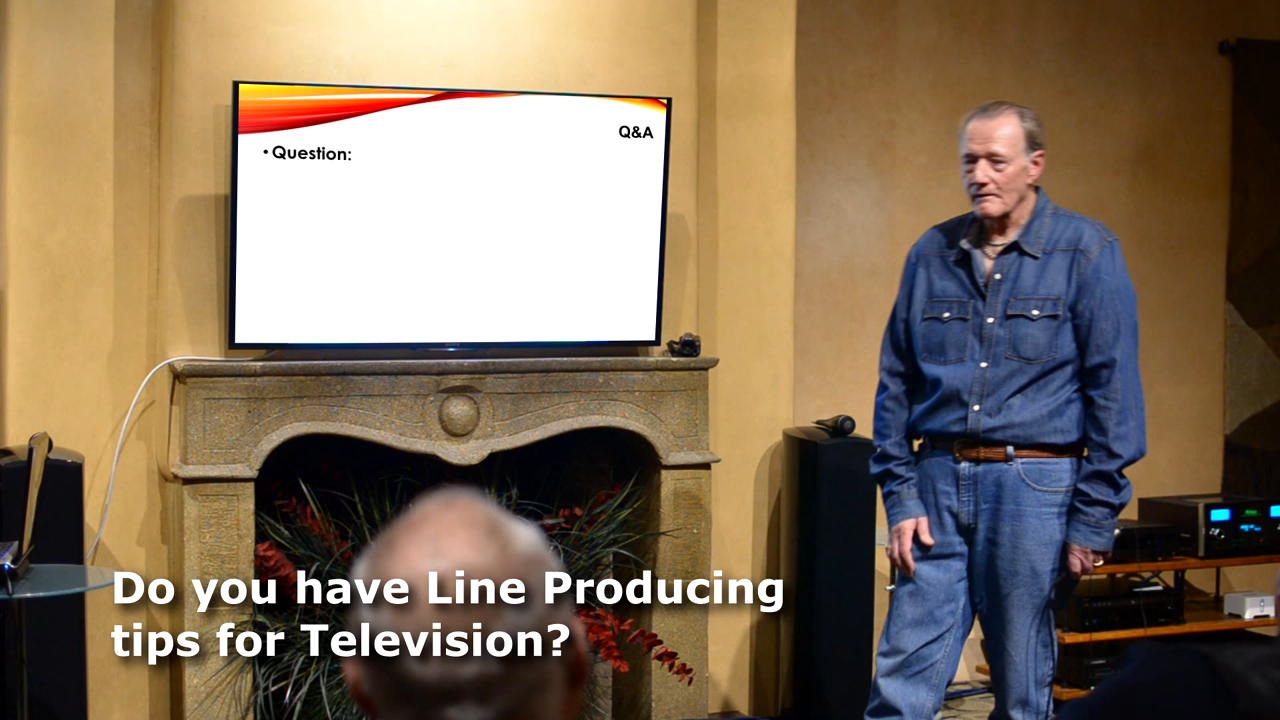 Q&A
• Question:
Do you have Line Producing
tips for Television?